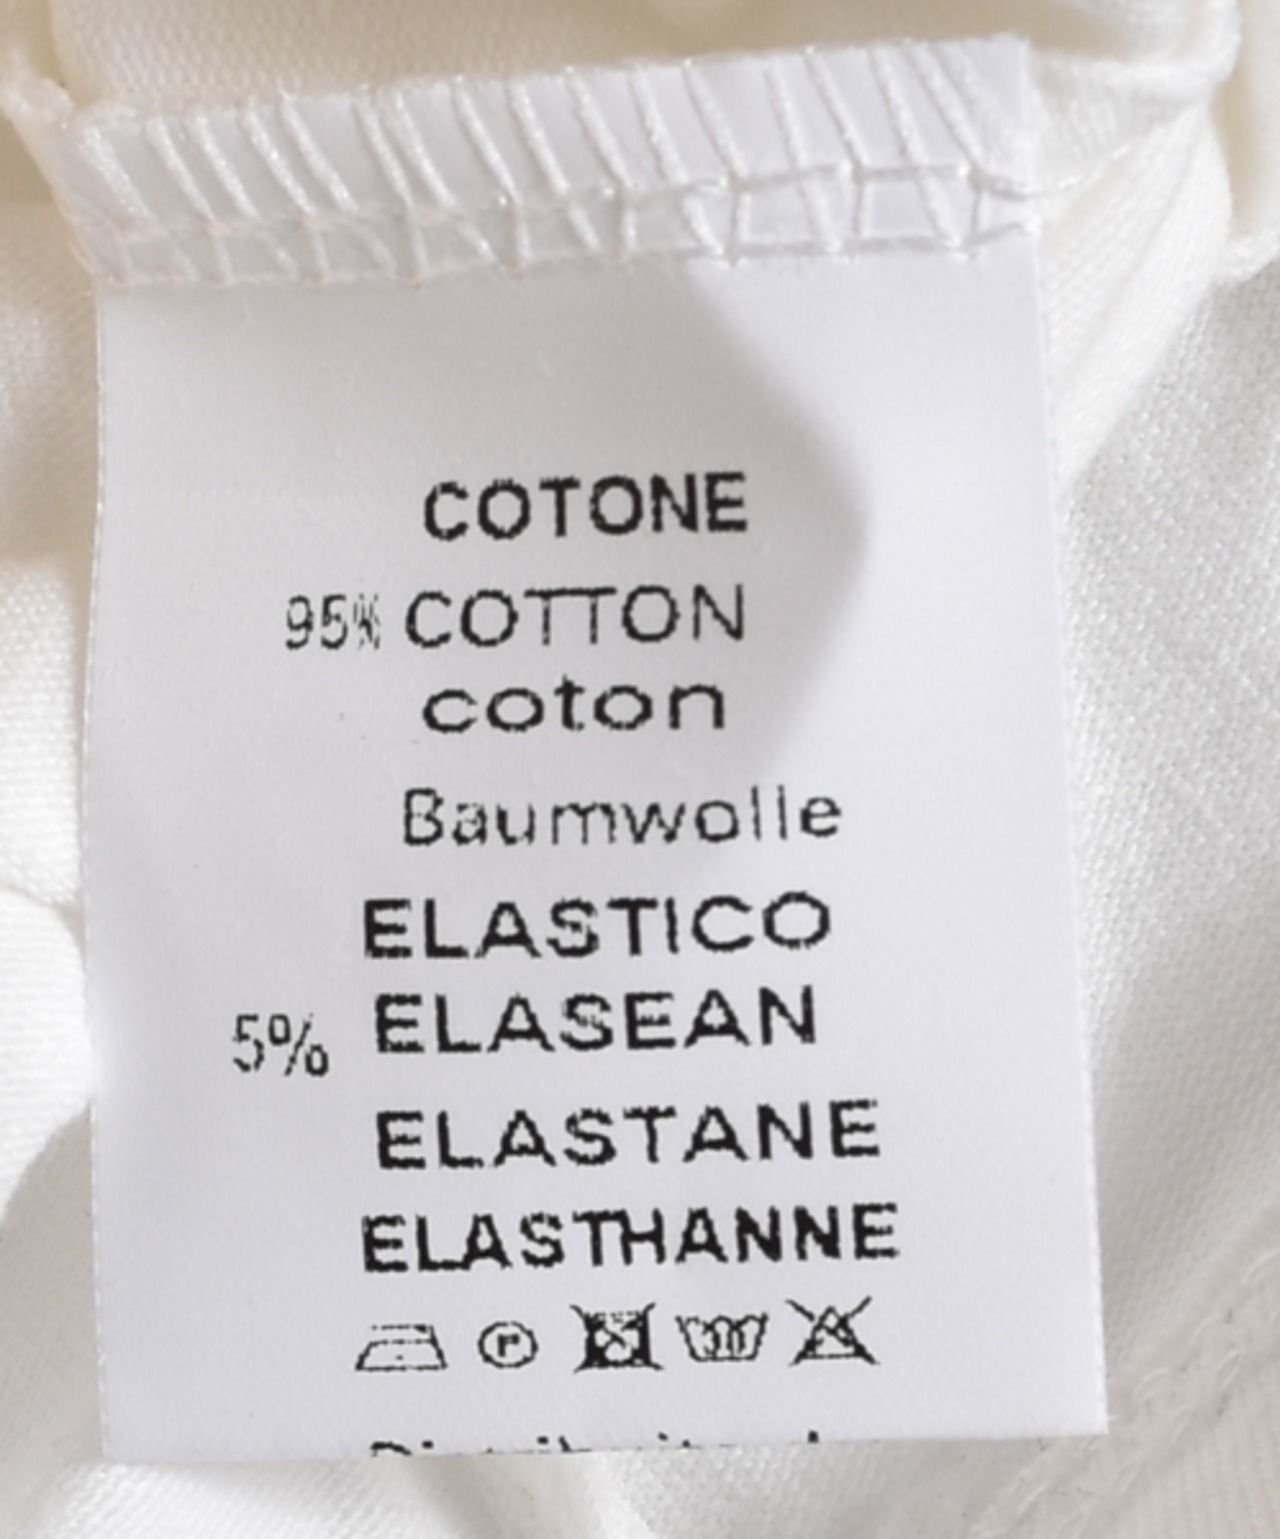 COTONE
95% COTTON
coton
Baumwolle
ELASTICO
5% ELASEAN
ELASTANE
ELASTHANNE
P